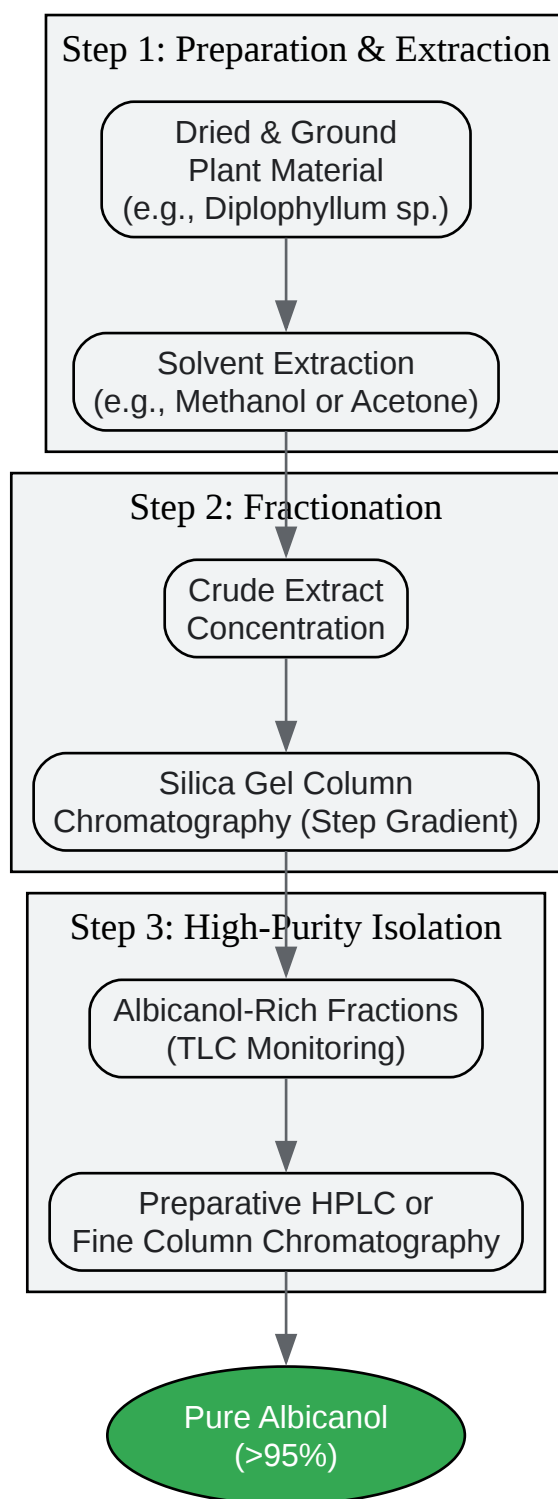 Step 1: Preparation & Extraction
Dried & Ground
Plant Material
(e.g., Diplophyllum sp.)
Solvent Extraction
(e.g., Methanol or Acetone)
Step 2: Fractionation
Crude Extract
Concentration
Silica Gel Column
Chromatography (Step Gradient)
Step 3: High-Purity Isolation
Albicanol-Rich Fractions
(TLC Monitoring)
Preparative HPLC or
Fine Column Chromatography
Pure Albicanol
(>95%)